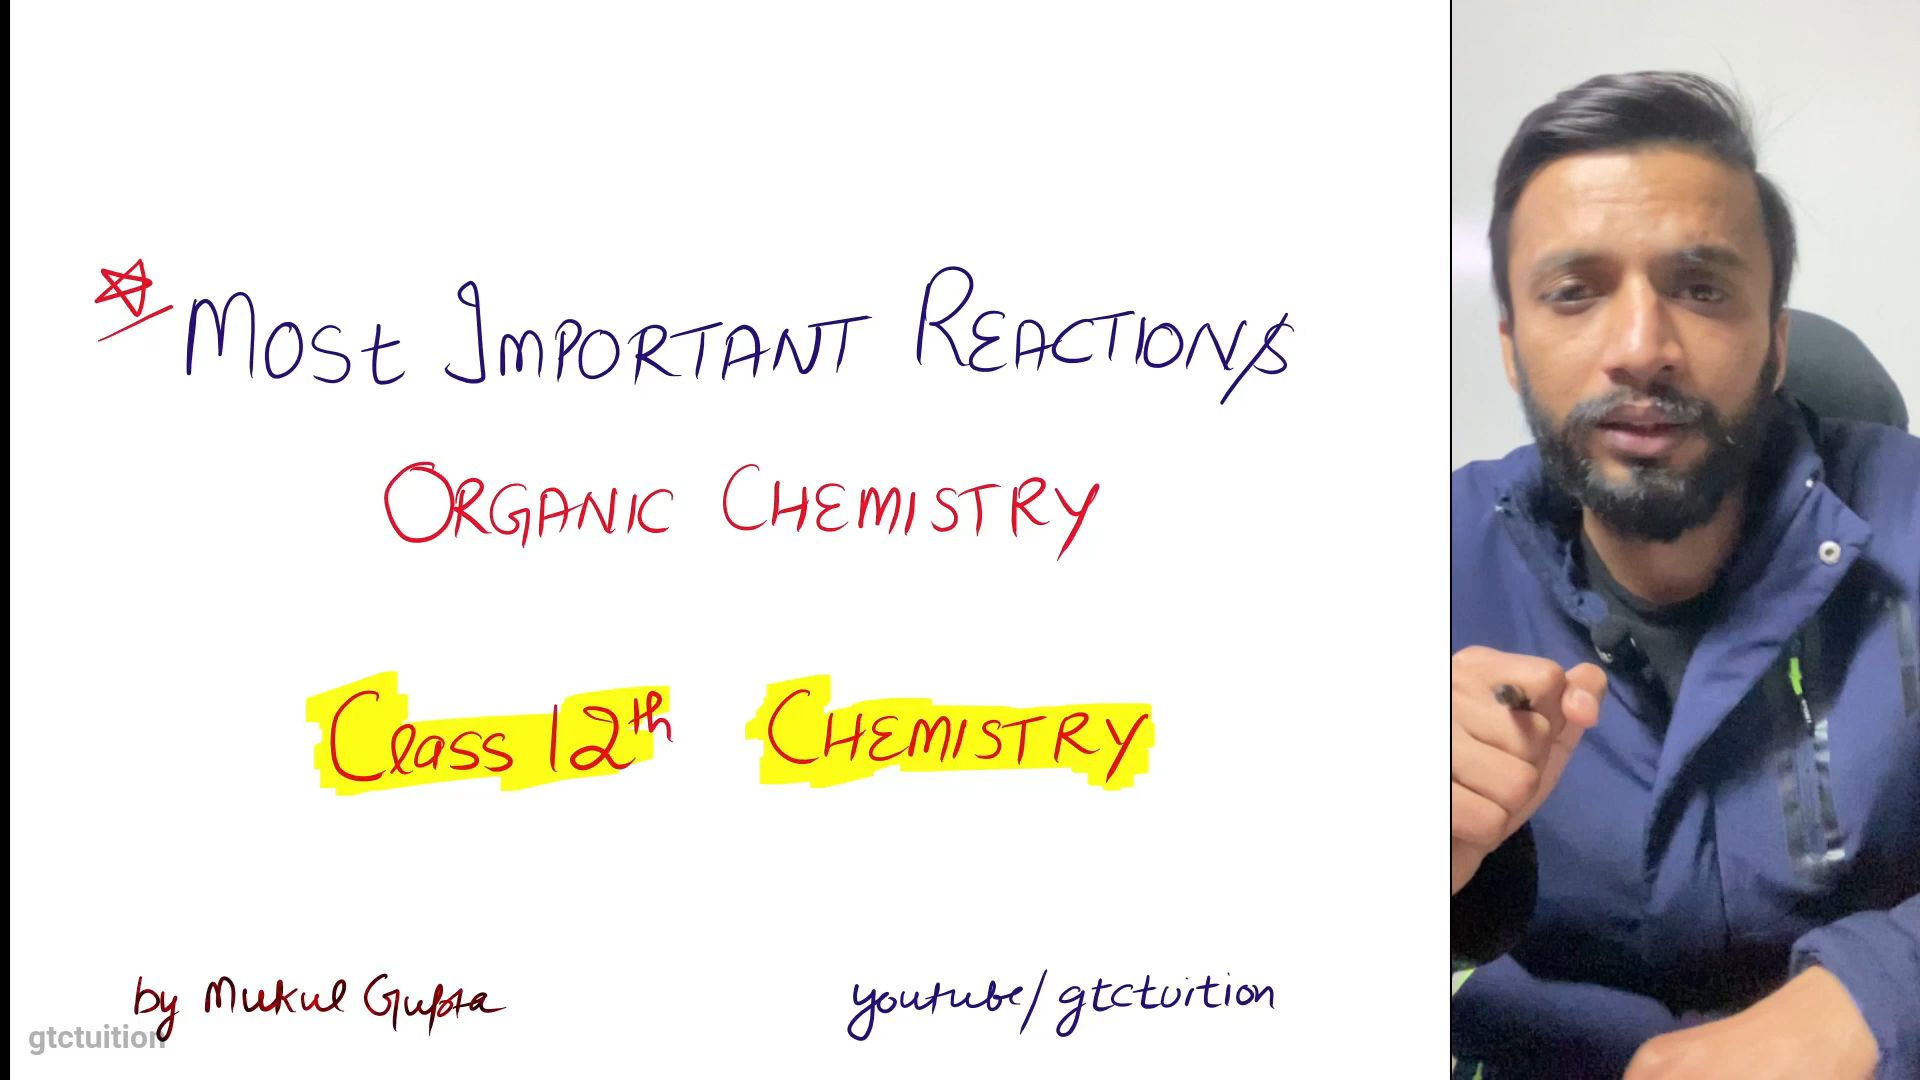 MOST IMPORTANT REACTIONS
ORGANIC CHEMISTRY
Class 12th CHEMISTRY
by Mukul Gupta
youtube/gtctuition
gtctuition